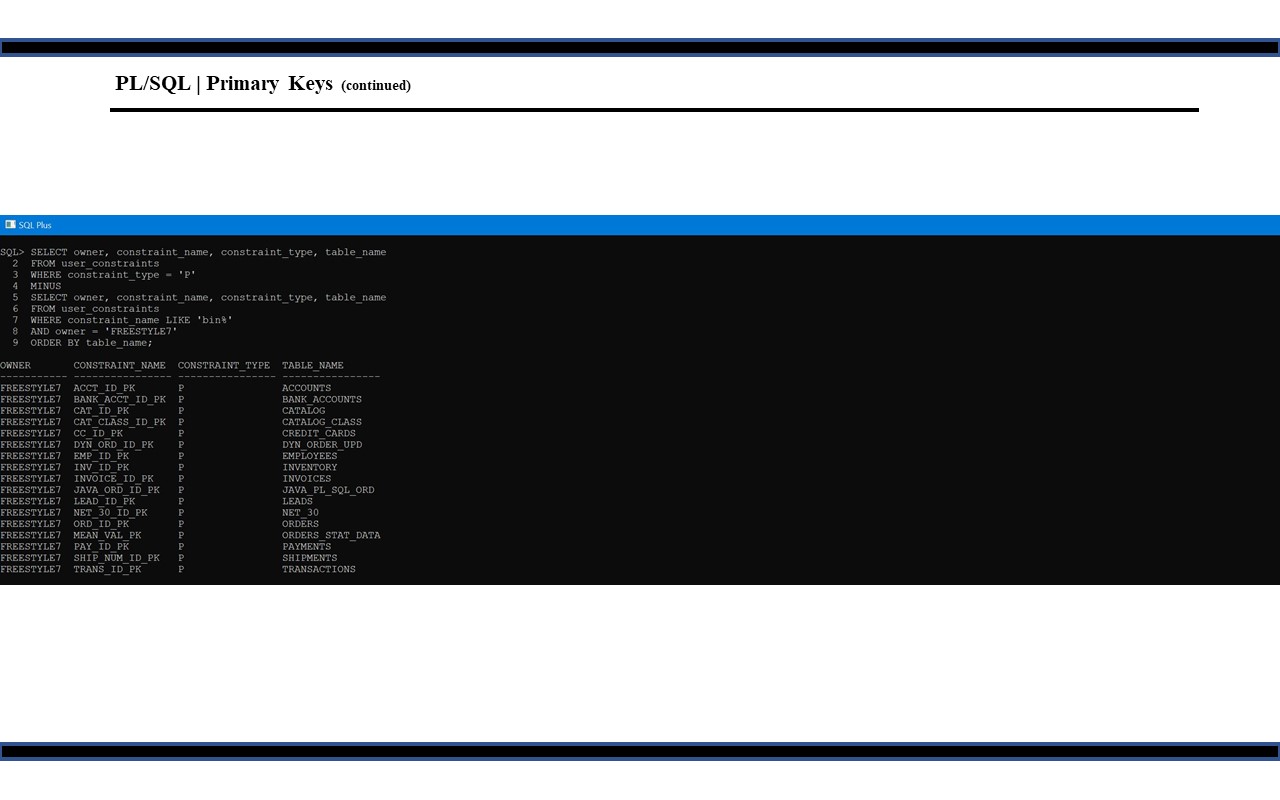 PL/SQL | Primary Keys (continued)
SQL Plus
SQL> SELECT owner, constraint_name, constraint_type, table_name
2 FROM user_constraints
3 WHERE constraint_type = 'P'
4 MINUS
5 SELECT owner, constraint_name, constraint_type, table_name
6 FROM user_constraints
7 WHERE constraint_name LIKE 'bin%'
8 AND owner = 'FREESTYLE7'
9 ORDER BY table_name;
OWNER CONSTRAINT_NAME CONSTRAINT_TYPE TABLE_NAME
----------- ---------------- ---------------- ----------------
FREESTYLE7 ACCT_ID_PK P ACCOUNTS
FREESTYLE7 BANK_ACCT_ID_PK P BANK_ACCOUNTS
FREESTYLE7 CAT_ID_PK P CATALOG
FREESTYLE7 CAT_CLASS_ID_PK P CATALOG_CLASS
FREESTYLE7 CC_ID_PK P CREDIT_CARDS
FREESTYLE7 DYN_ORD_ID_PK P DYN_ORDER_UPD
FREESTYLE7 EMP_ID_PK P EMPLOYEES
FREESTYLE7 INV_ID_PK P INVENTORY
FREESTYLE7 INVOICE_ID_PK P INVOICES
FREESTYLE7 JAVA_ORD_ID_PK P JAVA_PL_SQL_ORD
FREESTYLE7 LEAD_ID_PK P LEADS
FREESTYLE7 NET_30_ID_PK P NET_30
FREESTYLE7 ORD_ID_PK P ORDERS
FREESTYLE7 MEAN_VAL_PK P ORDERS_STAT_DATA
FREESTYLE7 PAY_ID_PK P PAYMENTS
FREESTYLE7 SHIP_NUM_ID_PK P SHIPMENTS
FREESTYLE7 TRANS_ID_PK P TRANSACTIONS